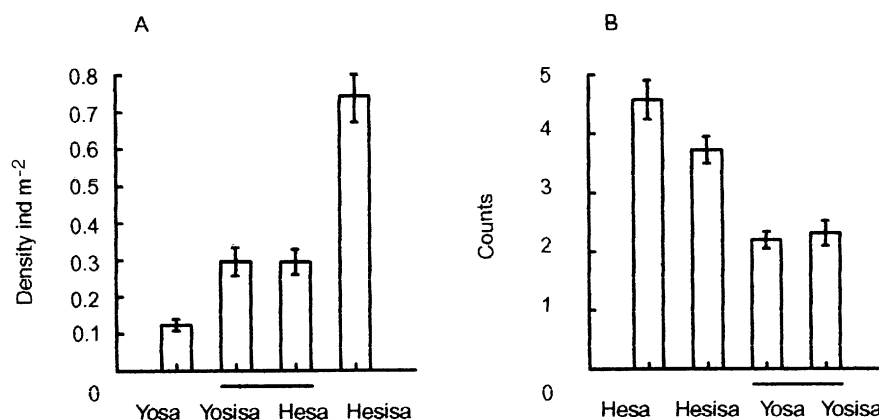 A
Density ind m-2
0.8
0.7
0.6
0.5
0.4
0.3
0.2
0.1
0
Yosa Yosisa Hesa Hesisa
B
Counts
5
4
3
2
1
0
Hesa Hesisa Yosa Yosisa